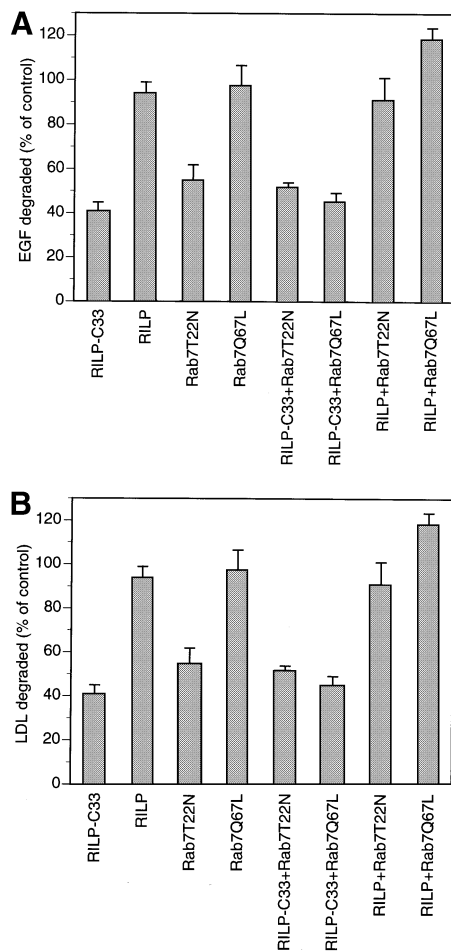 A
120
100
80
60
40
20
0
EGF degraded (% of control)
RILP-C33
RILP
Rab7T22N
Rab7Q67L
RILP-C33+Rab7T22N
RILP-C33+Rab7Q67L
RILP+Rab7T22N
RILP+Rab7Q67L
B
120
100
80
60
40
20
0
LDL degraded (% of control)
RILP-C33
RILP
Rab7T22N
Rab7Q67L
RILP-C33+Rab7T22N
RILP-C33+Rab7Q67L
RILP+Rab7T22N
RILP+Rab7Q67L